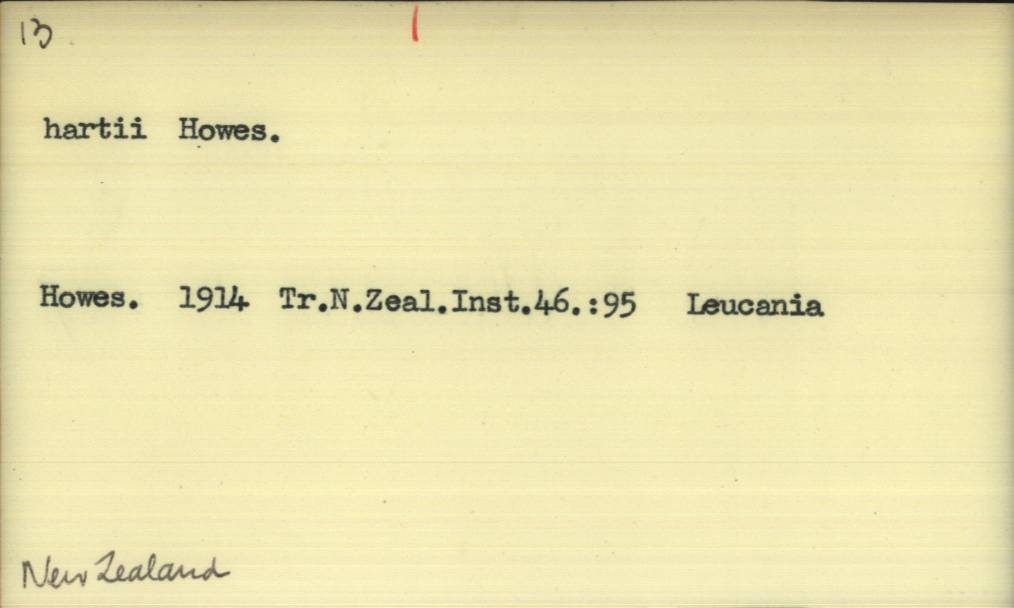 13
hartii Howes.
Howes. 1914 Tr.N.Zeal.Inst.46.:95 Leucania
New Zealand